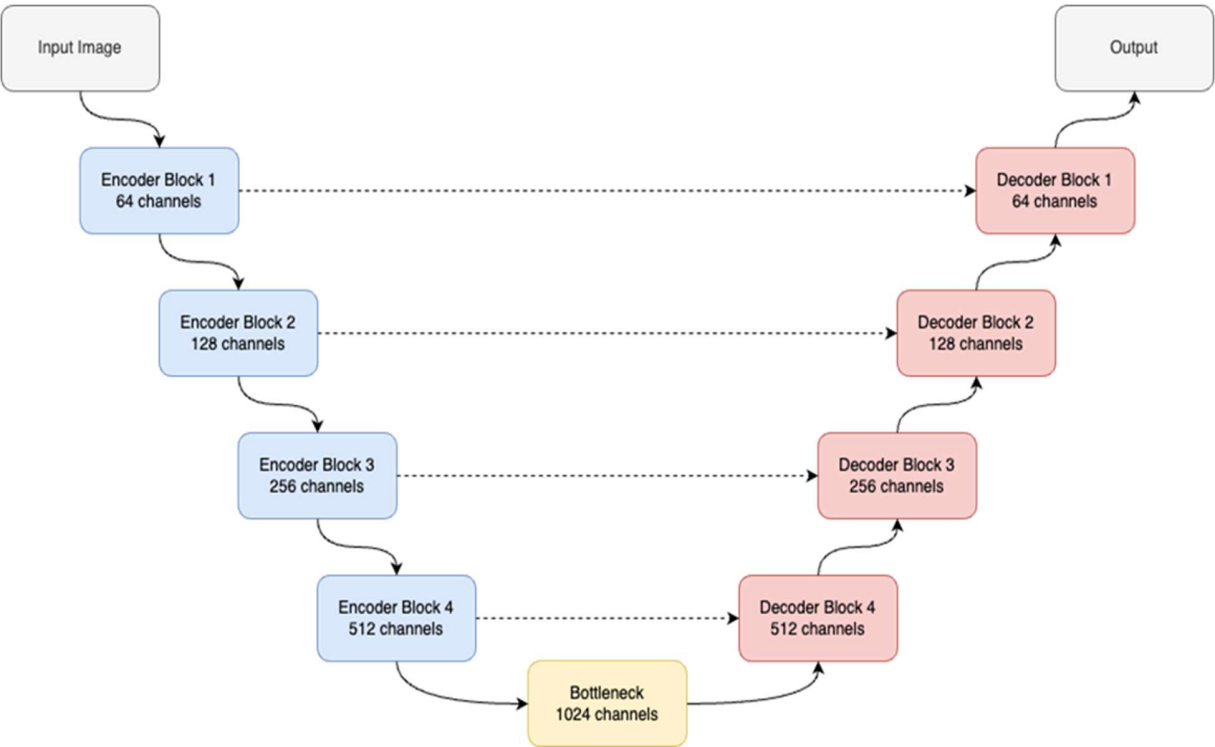 Input Image
Output
Encoder Block 1
64 channels
Decoder Block 1
64 channels
Encoder Block 2
128 channels
Decoder Block 2
128 channels
Encoder Block 3
256 channels
Decoder Block 3
256 channels
Encoder Block 4
512 channels
Decoder Block 4
512 channels
Bottleneck
1024 channels